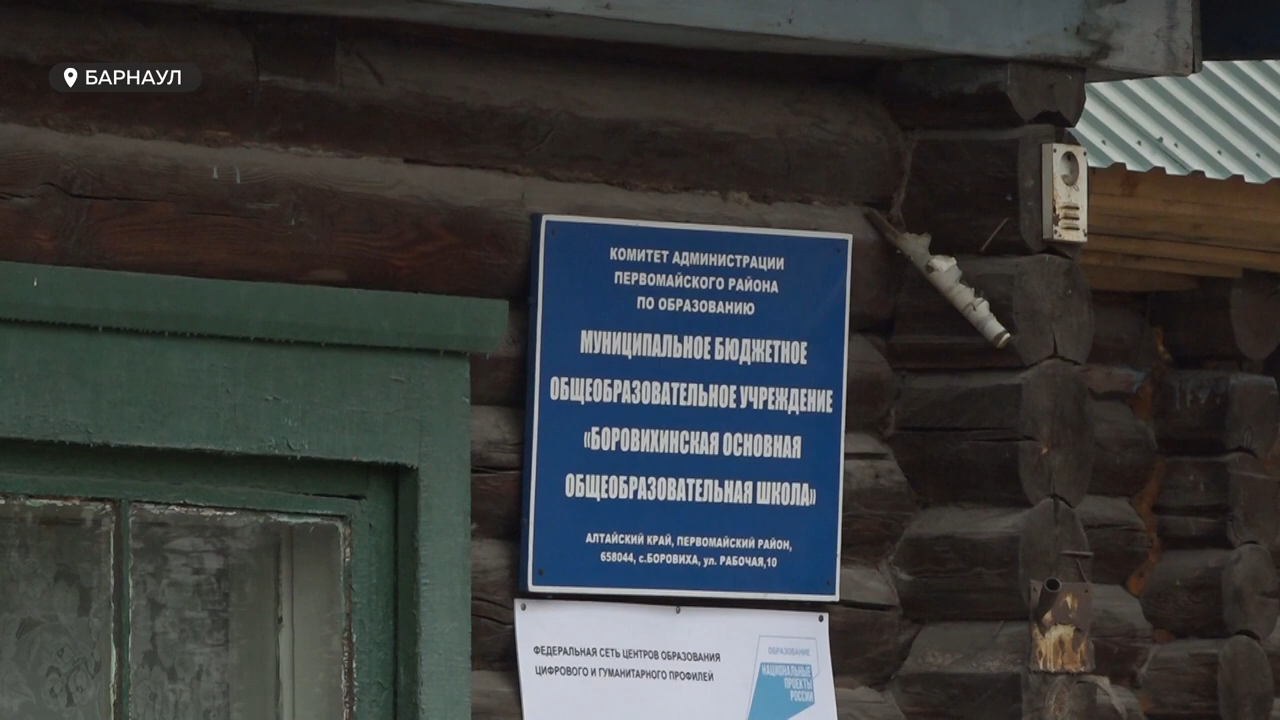 БАРНАУЛ
КОМИТЕТ АДМИНИСТРАЦИИ
ПЕРВОМАЙСКОГО РАЙОНА
ПО ОБРАЗОВАНИЮ
МУНИЦИПАЛЬНОЕ БЮДЖЕТНОЕ
ОБЩЕОБРАЗОВАТЕЛЬНОЕ УЧРЕЖДЕНИЕ
«БОРОВИХИНСКАЯ ОСНОВНАЯ
ОБЩЕОБРАЗОВАТЕЛЬНАЯ ШКОЛА»
АЛТАЙСКИЙ КРАЙ, ПЕРВОМАЙСКИЙ РАЙОН,
658044, с.БОРОВИХА, ул. РАБОЧАЯ,10
ФЕДЕРАЛЬНАЯ СЕТЬ ЦЕНТРОВ ОБРАЗОВАНИЯ
ЦИФРОВОГО И ГУМАНИТАРНОГО ПРОФИЛЕЙ
ОБРАЗОВАНИЕ
НАЦИОНАЛЬНЫЕ
ПРОЕКТЫ
РОССИИ